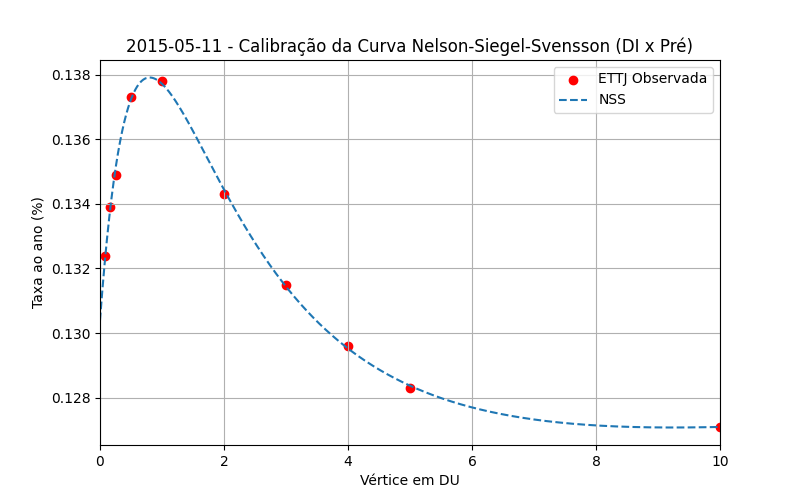 2015-05-11 - Calibração da Curva Nelson-Siegel-Svensson (DI x Pré)
ETTJ Observada
NSS
Taxa ao ano (%)
0.138
0.136
0.134
0.132
0.130
0.128
0 2 4 6 8 10
Vértice em DU